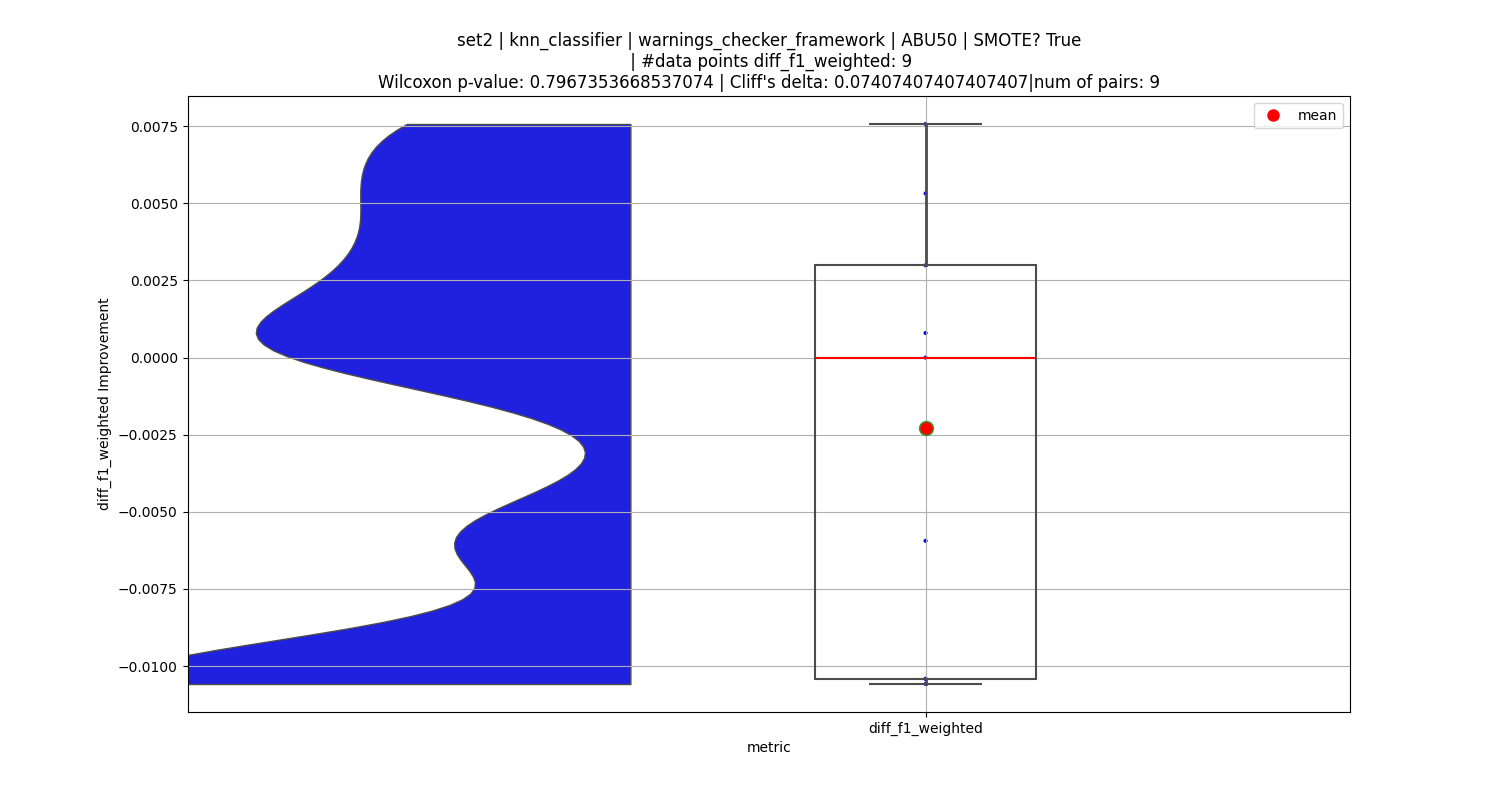 set2 | knn_classifier | warnings_checker_framework | ABU50 | SMOTE? True
| #data points diff_f1_weighted: 9
Wilcoxon p-value: 0.7967353668537074 | Cliff's delta: 0.07407407407407407|num of pairs: 9
mean
0.0075
0.0050
0.0025
0.0000
−0.0025
−0.0050
−0.0075
−0.0100
diff_f1_weighted Improvement
diff_f1_weighted
metric